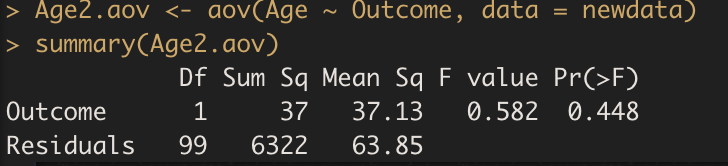 > Age2.aov <- aov(Age ~ Outcome, data = newdata)
> summary(Age2.aov)
            Df Sum Sq Mean Sq F value Pr(>F)
Outcome      1     37   37.13   0.582  0.448
Residuals   99   6322   63.85